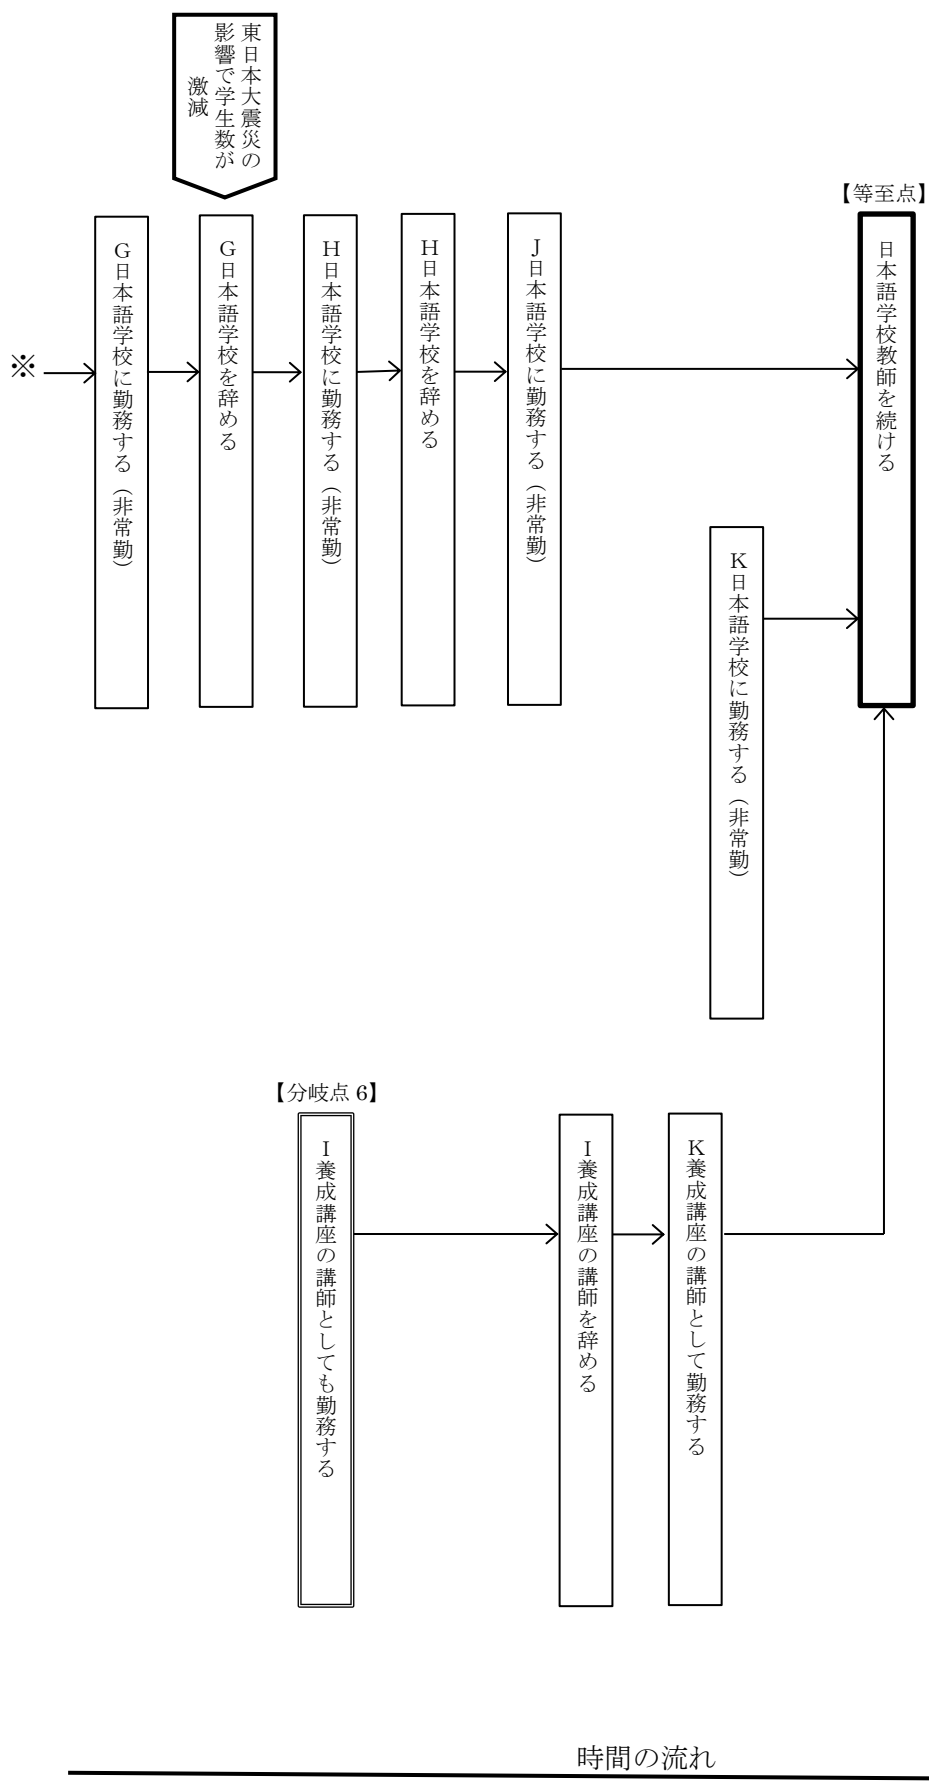 東日本大震災の
影響で学生数が
激減
【等至点】
※
G日本語学校に勤務する（非常勤）
G日本語学校を辞める
H日本語学校に勤務する（非常勤）
H日本語学校を辞める
J日本語学校に勤務する（非常勤）
日本語学校教師を続ける
K日本語学校に勤務する（非常勤）
【分岐点 6】
I養成講座の講師としても勤務する
I養成講座の講師を辞める
K養成講座の講師として勤務する
時間の流れ